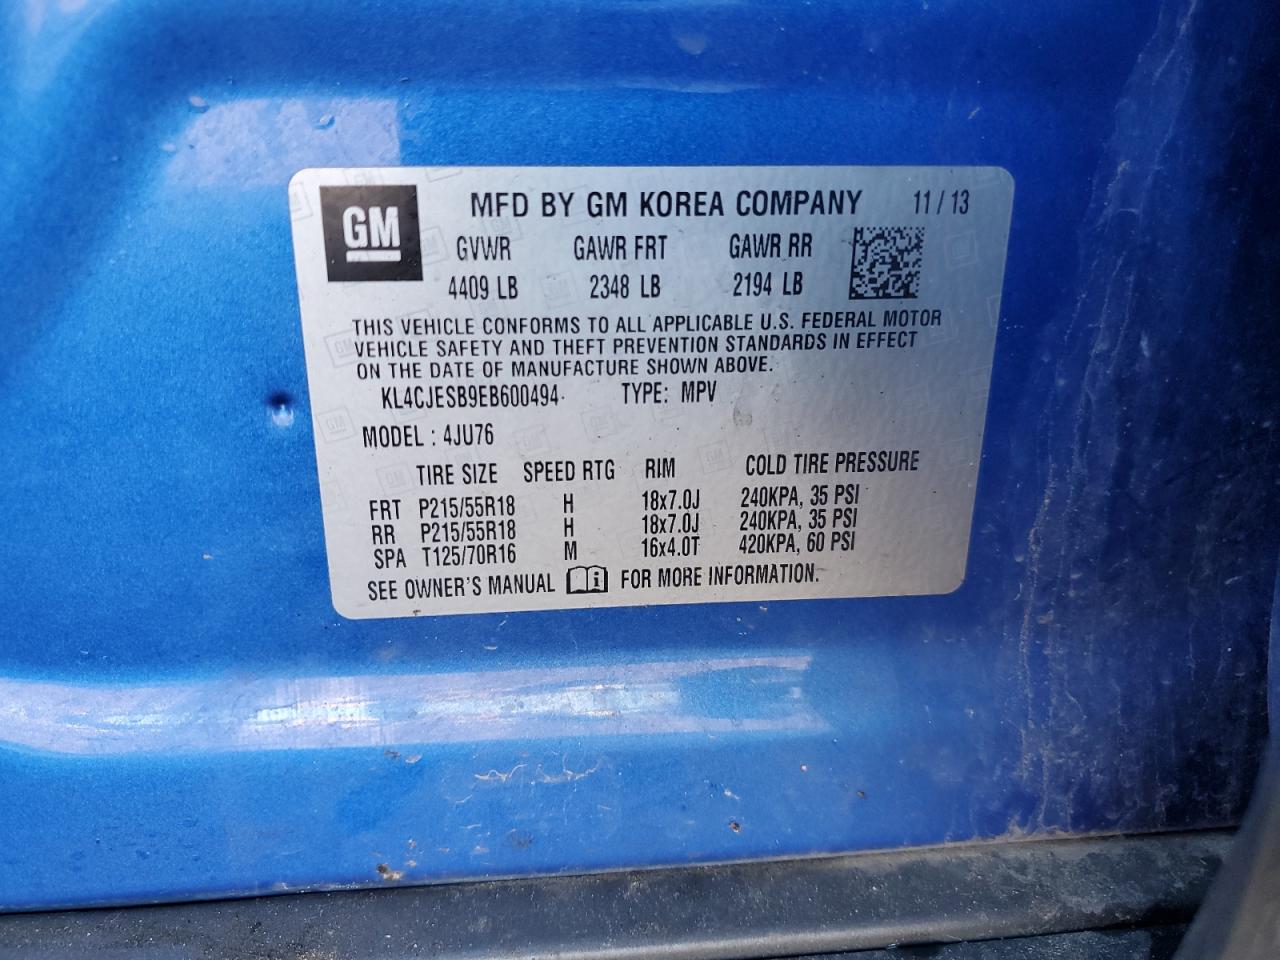 GM
MFD BY GM KOREA COMPANY 11 / 13
GVWR GAWR FRT GAWR RR
4409 LB 2348 LB 2194 LB
THIS VEHICLE CONFORMS TO ALL APPLICABLE U.S. FEDERAL MOTOR
VEHICLE SAFETY AND THEFT PREVENTION STANDARDS IN EFFECT
ON THE DATE OF MANUFACTURE SHOWN ABOVE.
KL4CJESB9EB600494 TYPE: MPV
MODEL : 4JU76
TIRE SIZE SPEED RTG RIM COLD TIRE PRESSURE
FRT P215/55R18 H 18x7.0J 240KPA, 35 PSI
RR P215/55R18 H 18x7.0J 240KPA, 35 PSI
SPA T125/70R16 M 16x4.0T 420KPA, 60 PSI
SEE OWNER'S MANUAL i FOR MORE INFORMATION.